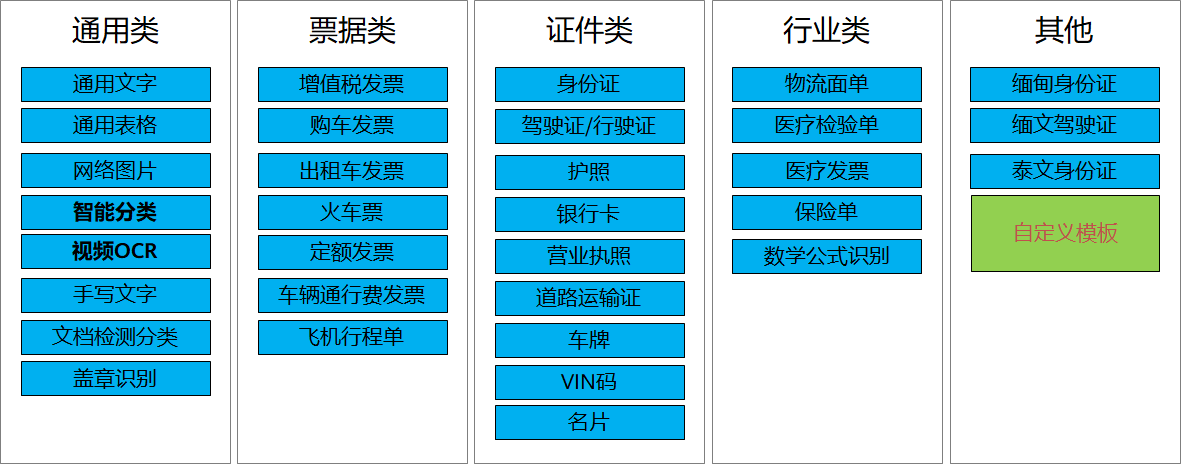 通用类
通用文字
通用表格
网络图片
智能分类
视频OCR
手写文字
文档检测分类
盖章识别
票据类
增值税发票
购车发票
出租车发票
火车票
定额发票
车辆通行费发票
飞机行程单
证件类
身份证
驾驶证/行驶证
护照
银行卡
营业执照
道路运输证
车牌
VIN码
名片
行业类
物流面单
医疗检验单
医疗发票
保险单
数学公式识别
其他
缅甸身份证
缅文驾驶证
泰文身份证
自定义模板